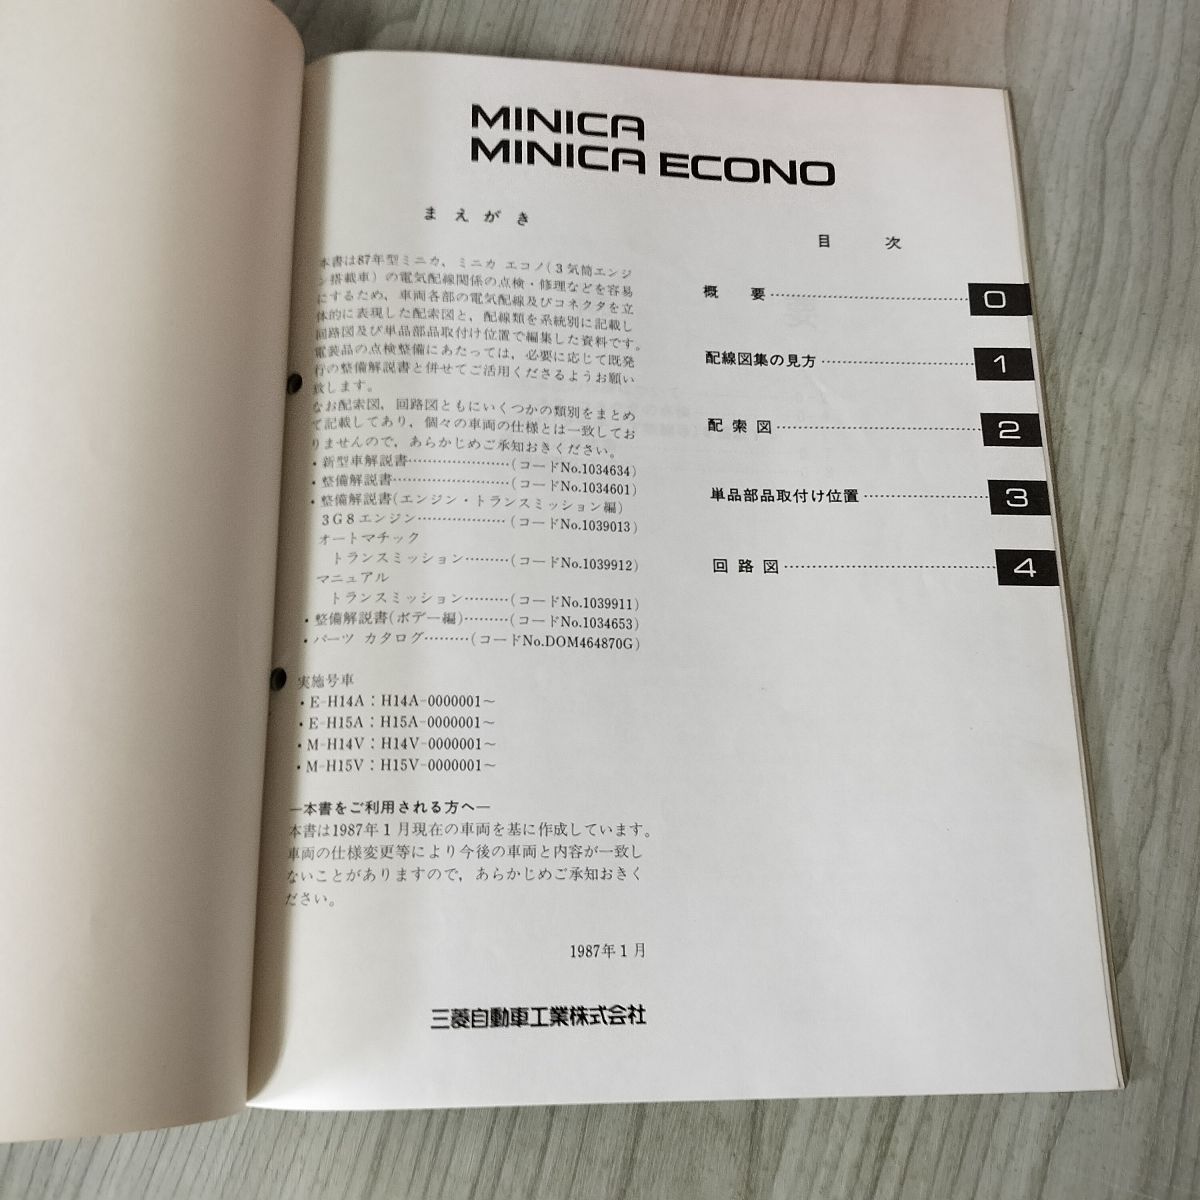 MINICA
MINICA ECONO
まえがき
本書は87年型ミニカ，ミニカ エコノ(3気筒エンジ
ン搭載車)の電気配線関係の点検・修理などを容易
にするため，車両各部の電気配線及びコネクタを立
体的に表現した配索図と，配線類を系統別に記載し
回路図及び単品部品取付け位置で編集した資料です。
電装品の点検整備にあたっては，必要に応じて既発
行の整備解説書と併せてご活用くださるようお願い
致します。
なお配索図，回路図ともにいくつかの類別をまとめ
て記載してあり，個々の車両の仕様とは一致してお
りませんので，あらかじめご承知おきください。
・新型車解説書…………………(コードNo.1034634)
・整備解説書……………………(コードNo.1034601)
・整備解説書(エンジン・トランスミッション編)
3G8エンジン………………(コードNo.1039013)
オートマチック
トランスミッション………(コードNo.1039912)
マニュアル
トランスミッション………(コードNo.1039911)
・整備解説書(ボデー編)………(コードNo.1034653)
・パーツ カタログ………(コードNo.DOM464870G)
実施号車
・E-H14A：H14A-0000001～
・E-H15A：H15A-0000001～
・M-H14V：H14V-0000001～
・M-H15V：H15V-0000001～
―本書をご利用される方へ―
本書は1987年1月現在の車両を基に作成しています。
車両の仕様変更等により今後の車両と内容が一致し
ないことがありますので，あらかじめご承知おきく
ださい。
1987年1月
三菱自動車工業株式会社
目次
概要…………………………0
配線図集の見方…………………1
配索図…………………………2
単品部品取付け位置……………3
回路図…………………………4